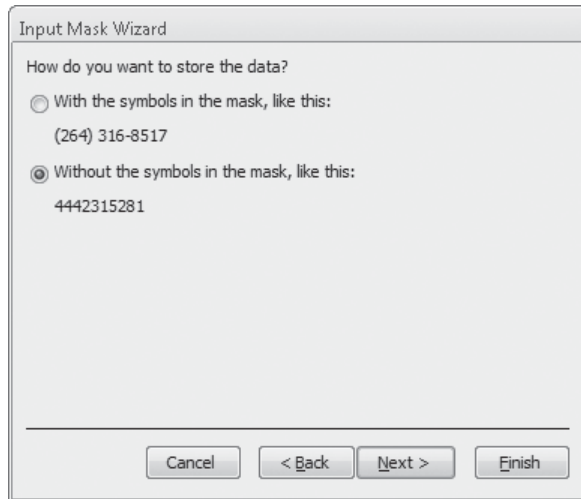 Input Mask Wizard
How do you want to store the data?
With the symbols in the mask, like this:
(264) 316-8517
Without the symbols in the mask, like this:
4442315281
Cancel
< Back
Next >
Finish